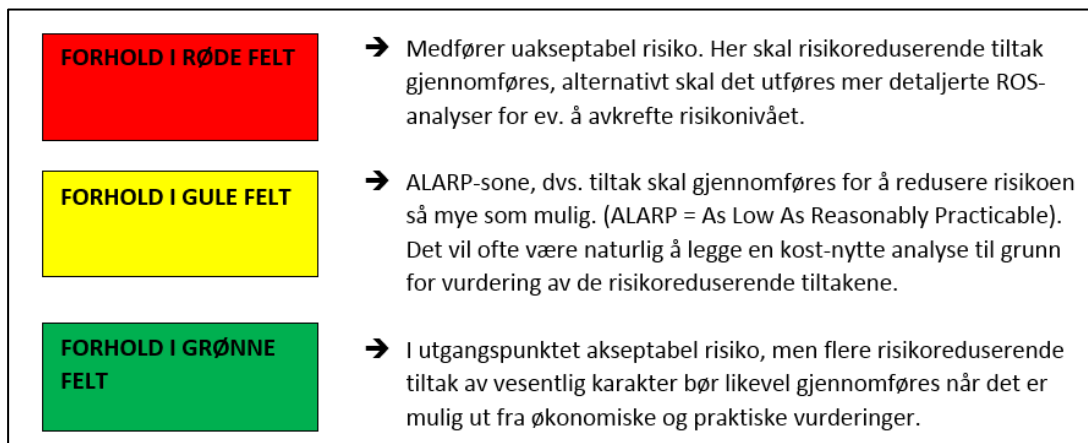 FORHOLD I RØDE FELT
➔ Medfører uakseptabel risiko. Her skal risikoreduserende tiltak
gjennomføres, alternativt skal det utføres mer detaljerte ROS-
analyser for ev. å avkrefte risikonivået.
FORHOLD I GULE FELT
➔ ALARP-sone, dvs. tiltak skal gjennomføres for å redusere risikoen
så mye som mulig. (ALARP = As Low As Reasonably Practicable).
Det vil ofte være naturlig å legge en kost-nytte analyse til grunn
for vurdering av de risikoreduserende tiltakene.
FORHOLD I GRØNNE
FELT
➔ I utgangspunktet akseptabel risiko, men flere risikoreduserende
tiltak av vesentlig karakter bør likevel gjennomføres når det er
mulig ut fra økonomiske og praktiske vurderinger.